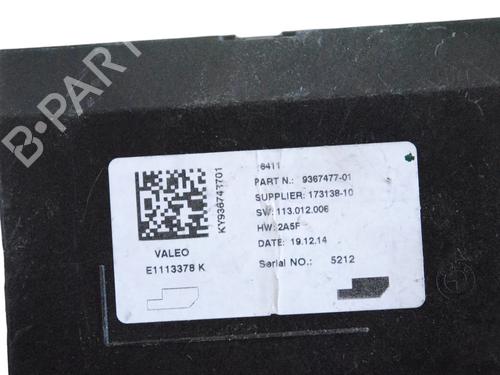 B-PARTS
6411
PART N.: 9367477-01
SUPPLIER: 173138-10
SW: 113.012.006
HW: 2A5F
DATE: 19.12.14
Serial NO.: 5212
KY936747701
VALEO
E1113378 K